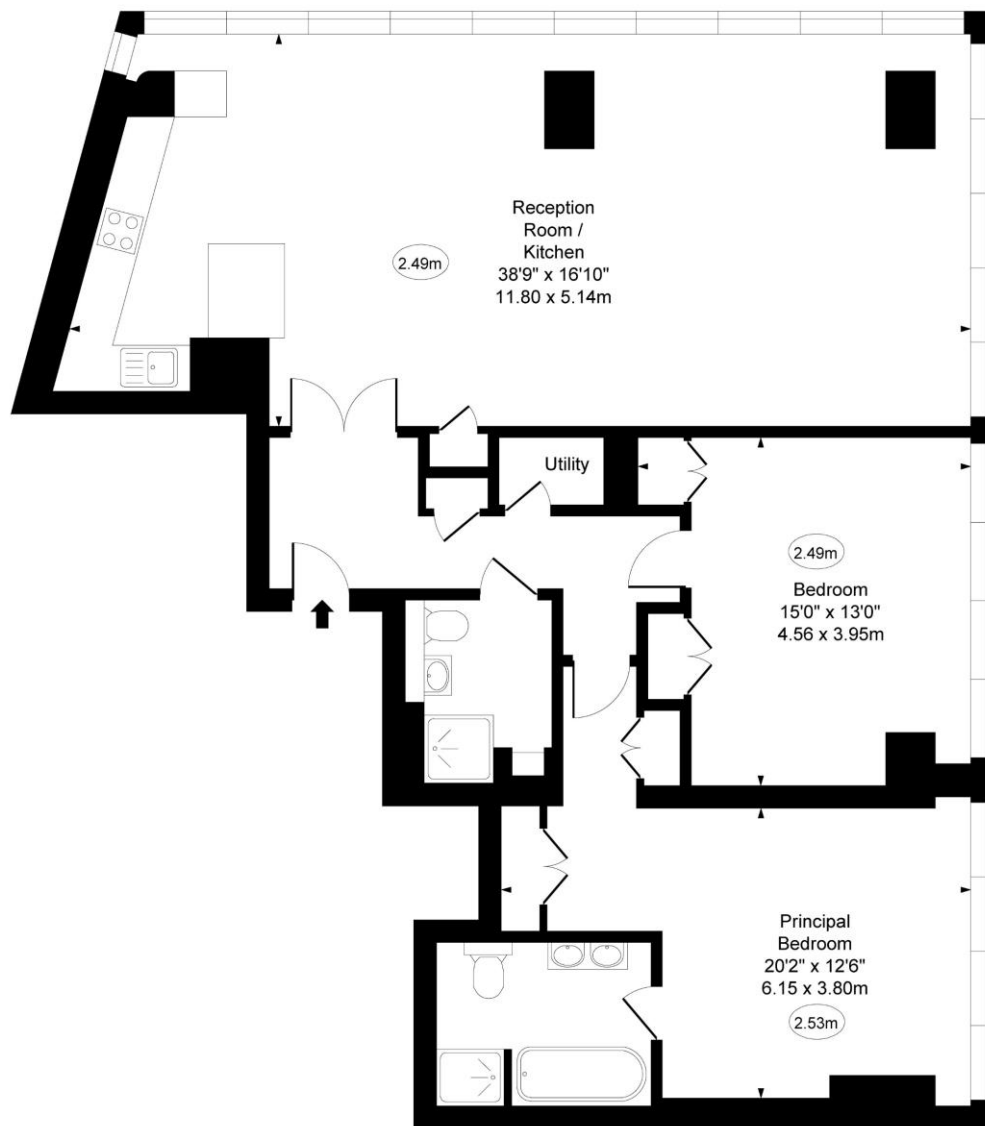 Reception
Room /
Kitchen
38'9" x 16'10"
11.80 x 5.14m
2.49m
Utility
2.49m
Bedroom
15'0" x 13'0"
4.56 x 3.95m
Principal
Bedroom
20'2" x 12'6"
6.15 x 3.80m
2.53m